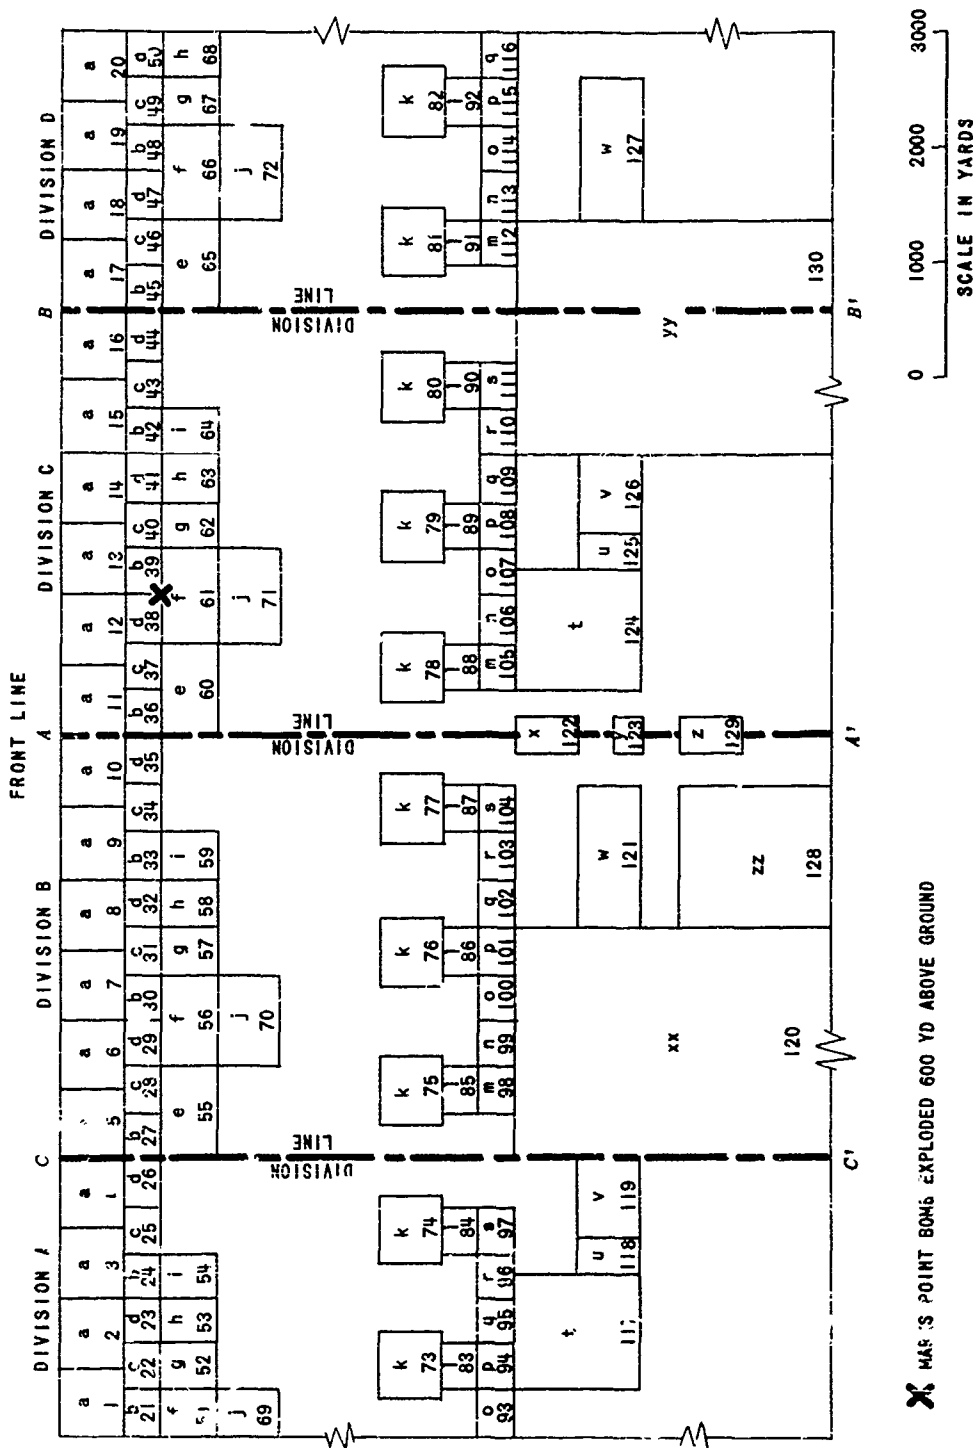 FRONT LINE
DIVISION A C DIVISION B A DIVISION C B DIVISION D
a a a a a a a a a a a a a a a a a a a
1 2 3 5 6 7 8 9 10 11 12 13 14 15 16 17 18 19 20
b c d b c d b c d b c d b c d b c d b c d b c d b c d b c d
21 22 23 24 25 26 27 28 29 30 31 32 33 34 35 36 37 38 39 40 41 42 43 44 45 46 47 48 49 50
f g h i e f g h i e f g h i e f g h
51 52 53 54 55 56 57 58 59 60 61 62 63 64 65 66 67 68
j j j j
69 70 71 72
DIVISION LINE DIVISION LINE DIVISION LINE
k k k k k k k k k k
73 74 75 76 77 78 79 80 81 82
l l l l l l l l l l
83 84 85 86 87 88 89 90 91 92
o p q r s m n o p q r s m n o p q r s m n o p q
93 94 95 96 97 98 99 100 101 102 103 104 105 106 107 108 109 110 111 112 113 114 115 116
x
122
t u v w y t u v w
118 119 121 123 124 125 126 127
xx z yy
129
zz
120 128 130
C' A' B'
X MARKS POINT BOMB EXPLODED 600 YD ABOVE GROUND
0 1000 2000 3000
SCALE IN YARDS